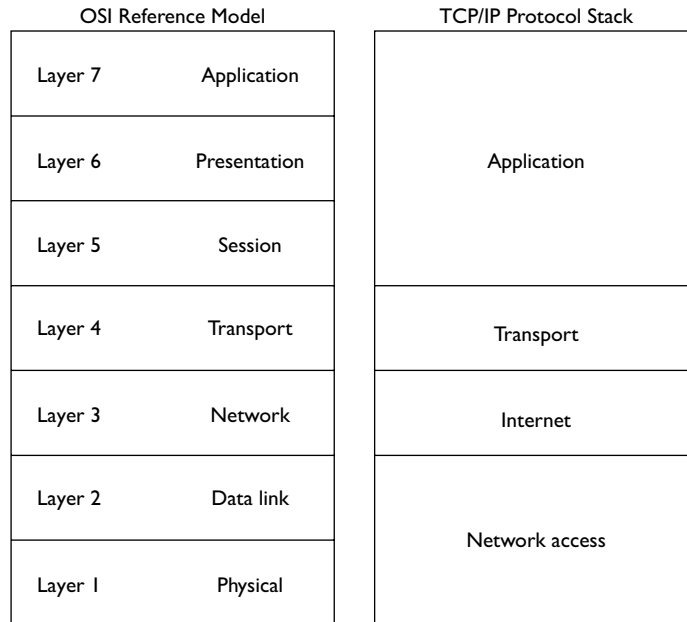 OSI Reference Model
TCP/IP Protocol Stack
Layer 7 Application
Layer 6 Presentation
Application
Layer 5 Session
Layer 4 Transport
Transport
Layer 3 Network
Internet
Layer 2 Data link
Network access
Layer 1 Physical